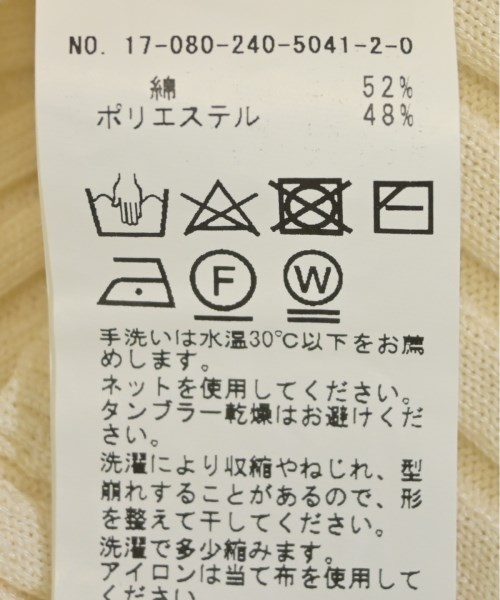 NO. 17-080-240-5041-2-0
綿 52%
ポリエステル 48%
F W
手洗いは水温30℃以下をお薦
めします。
ネットを使用してください。
タンブラー乾燥はお避けくだ
さい。
洗濯により収縮やねじれ、型
崩れすることがあるので、形
を整えて干してください。
洗濯で多少縮みます。
アイロンは当て布を使用して
ください